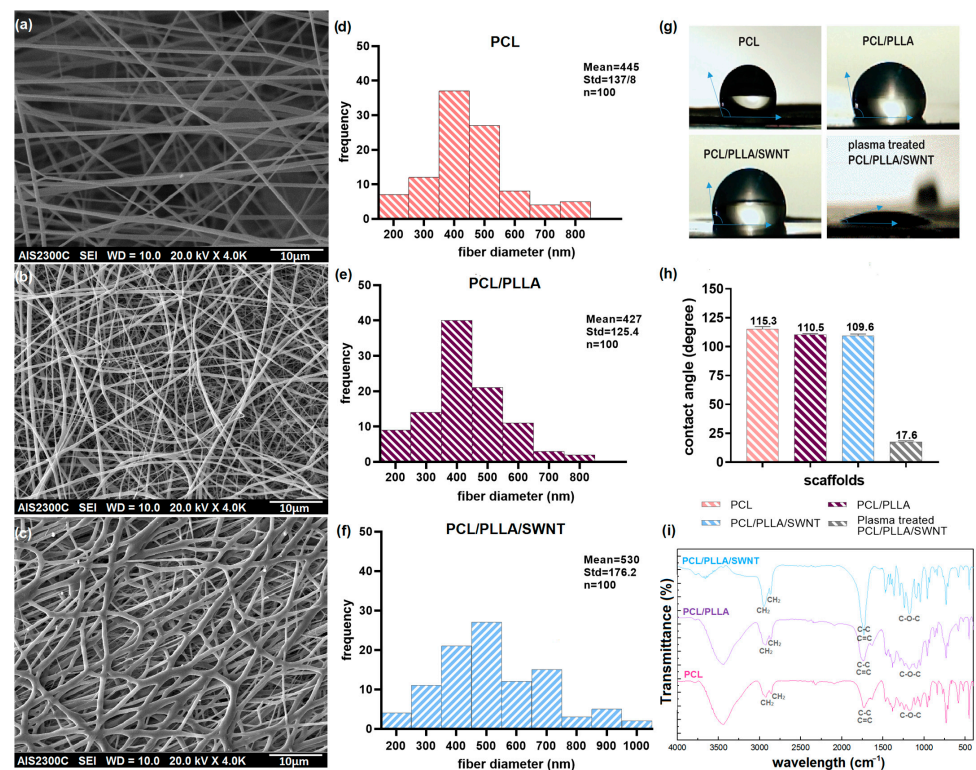 (a)
AIS2300C SEI WD = 10.0 20.0 kV X 4.0K 10µm
(b)
AIS2300C SEI WD = 10.0 20.0 kV X 4.0K 10µm
(c)
AIS2300C SEI WD = 10.0 20.0 kV X 4.0K 10µm
(d)
PCL
Mean=445
Std=137/8
n=100
frequency
50
40
30
20
10
0
200 300 400 500 600 700 800
fiber diameter (nm)
(e)
PCL/PLLA
Mean=427
Std=125.4
n=100
frequency
50
40
30
20
10
0
200 300 400 500 600 700 800
fiber diameter (nm)
(f)
PCL/PLLA/SWNT
Mean=530
Std=176.2
n=100
frequency
50
40
30
20
10
0
200 300 400 500 600 700 800 900 1000
fiber diameter (nm)
(g)
PCL
PCL/PLLA
PCL/PLLA/SWNT
plasma treated
PCL/PLLA/SWNT
(h)
contact angle (degree)
150
125
100
75
50
25
0
115.3 110.5 109.6 17.6
scaffolds
PCL
PCL/PLLA
PCL/PLLA/SWNT
Plasma treated
PCL/PLLA/SWNT
(i)
Transmittance (%)
PCL/PLLA/SWNT
CH₂
CH₂
C-C
C=C
C-O-C
PCL/PLLA
CH₂
CH₂
C-C
C=C
C-O-C
PCL
CH₂
CH₂
C-C
C=C
C-O-C
4000 3500 3000 2500 2000 1500 1000 500
wavelength (cm⁻¹)